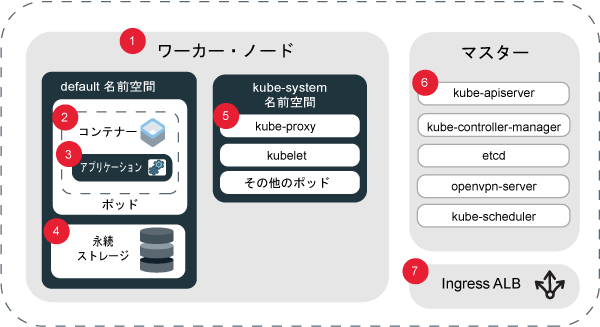 1
ワーカー・ノード
default 名前空間
2
コンテナー
3
アプリケーション
ポッド
4
永続
ストレージ
kube-system
名前空間
5
kube-proxy
kubelet
その他のポッド
マスター
6
kube-apiserver
kube-controller-manager
etcd
openvpn-server
kube-scheduler
7
Ingress ALB